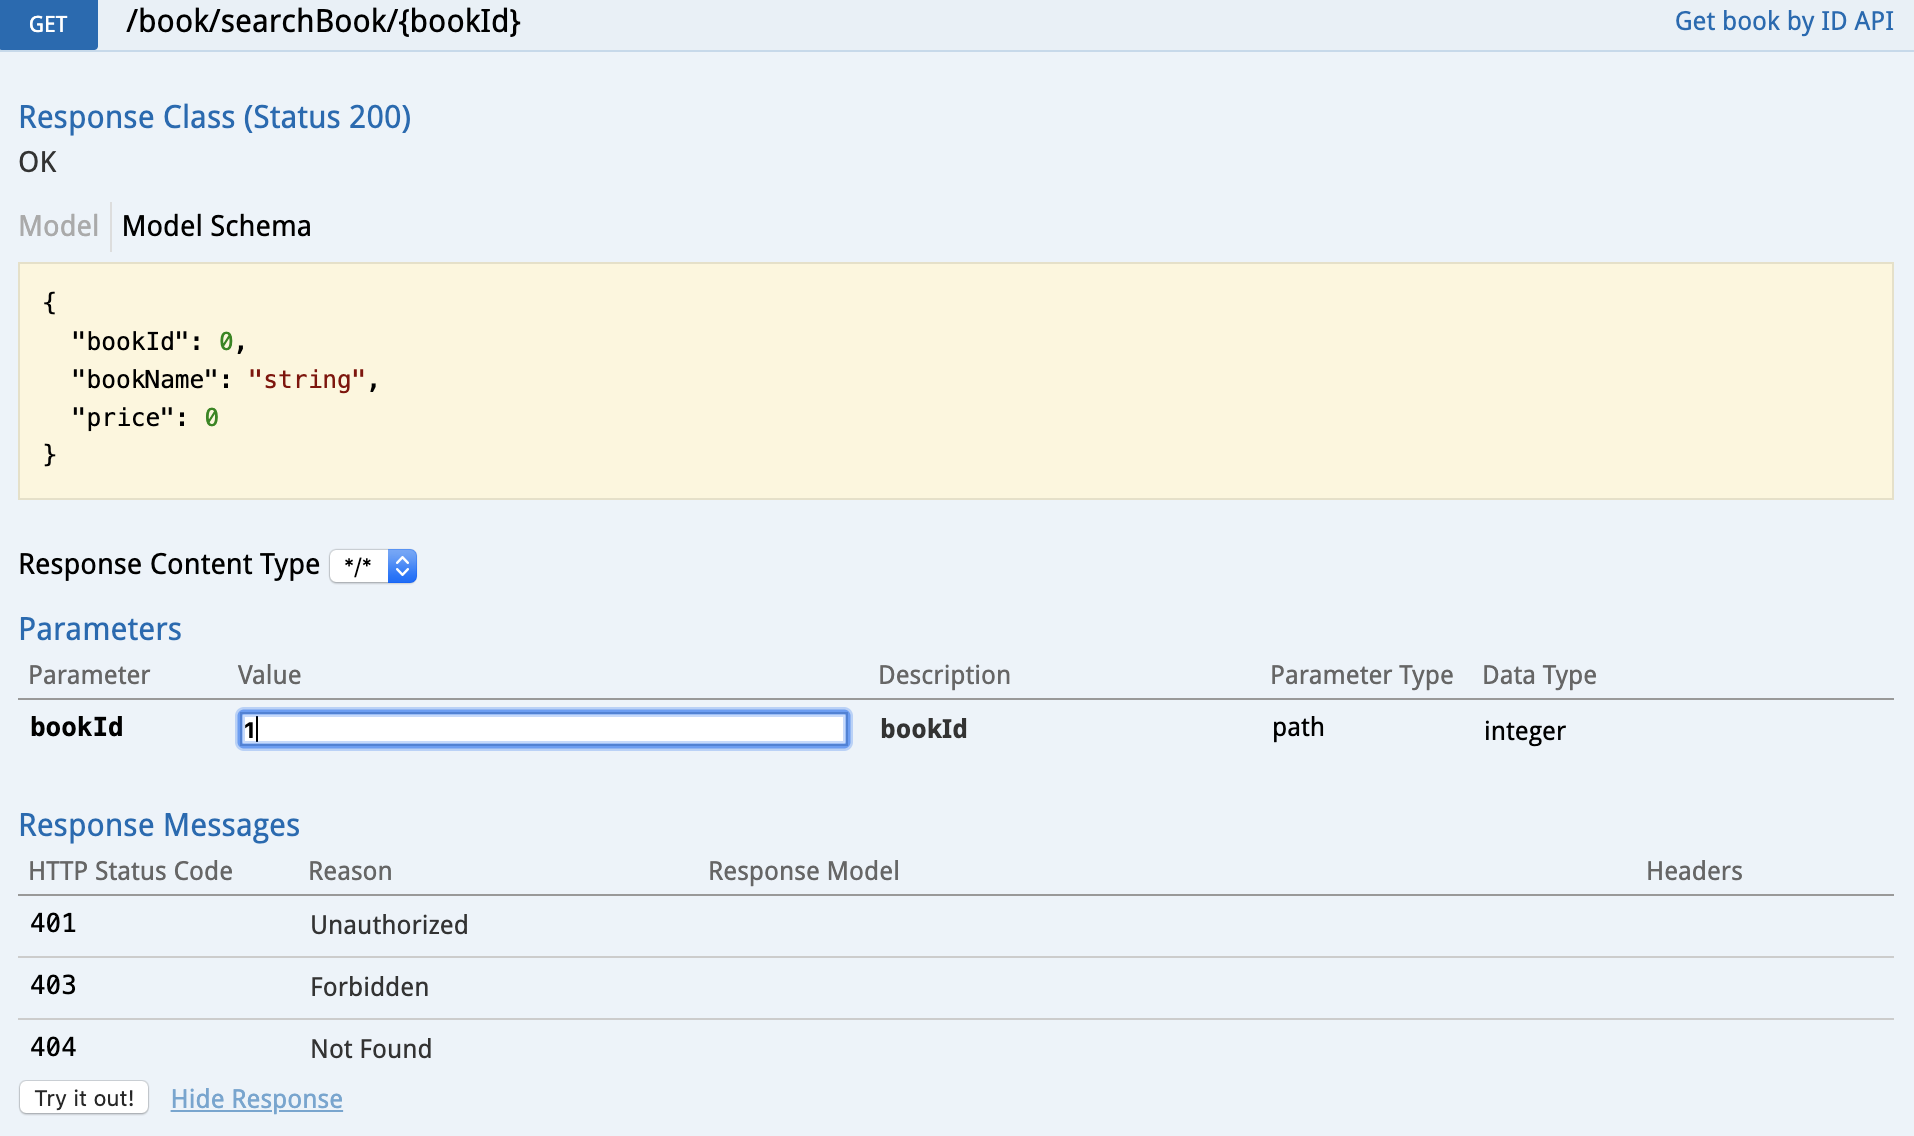 GET /book/searchBook/{bookId} Get book by ID API
Response Class (Status 200)
OK
Model Model Schema
{
"bookId": 0,
"bookName": "string",
"price": 0
}
Response Content Type */*
Parameters
Parameter Value Description Parameter Type Data Type
bookId 1 bookId path integer
Response Messages
HTTP Status Code Reason Response Model Headers
401 Unauthorized
403 Forbidden
404 Not Found
Try it out! Hide Response